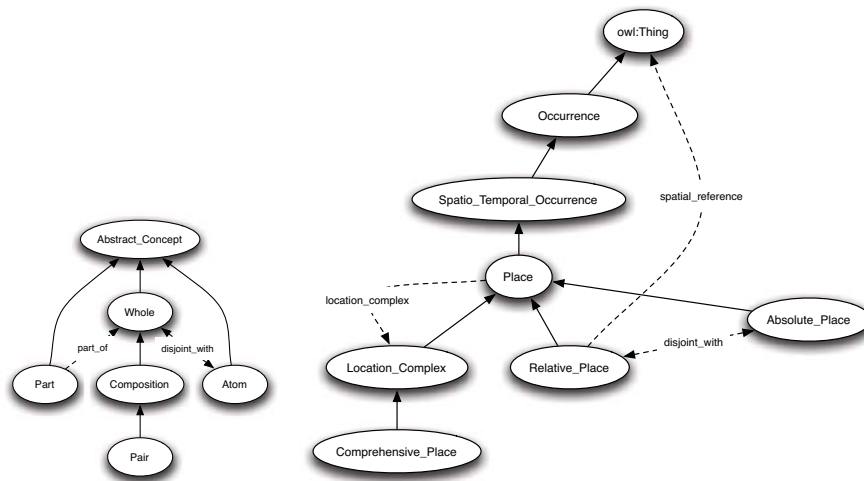 owl:Thing
Occurrence
Spatio_Temporal_Occurrence
spatial_reference
Abstract_Concept
Place
location_complex
Whole
Absolute_Place
part_of
disjoint_with
disjoint_with
Part
Composition
Atom
Location_Complex
Relative_Place
Comprehensive_Place
Pair